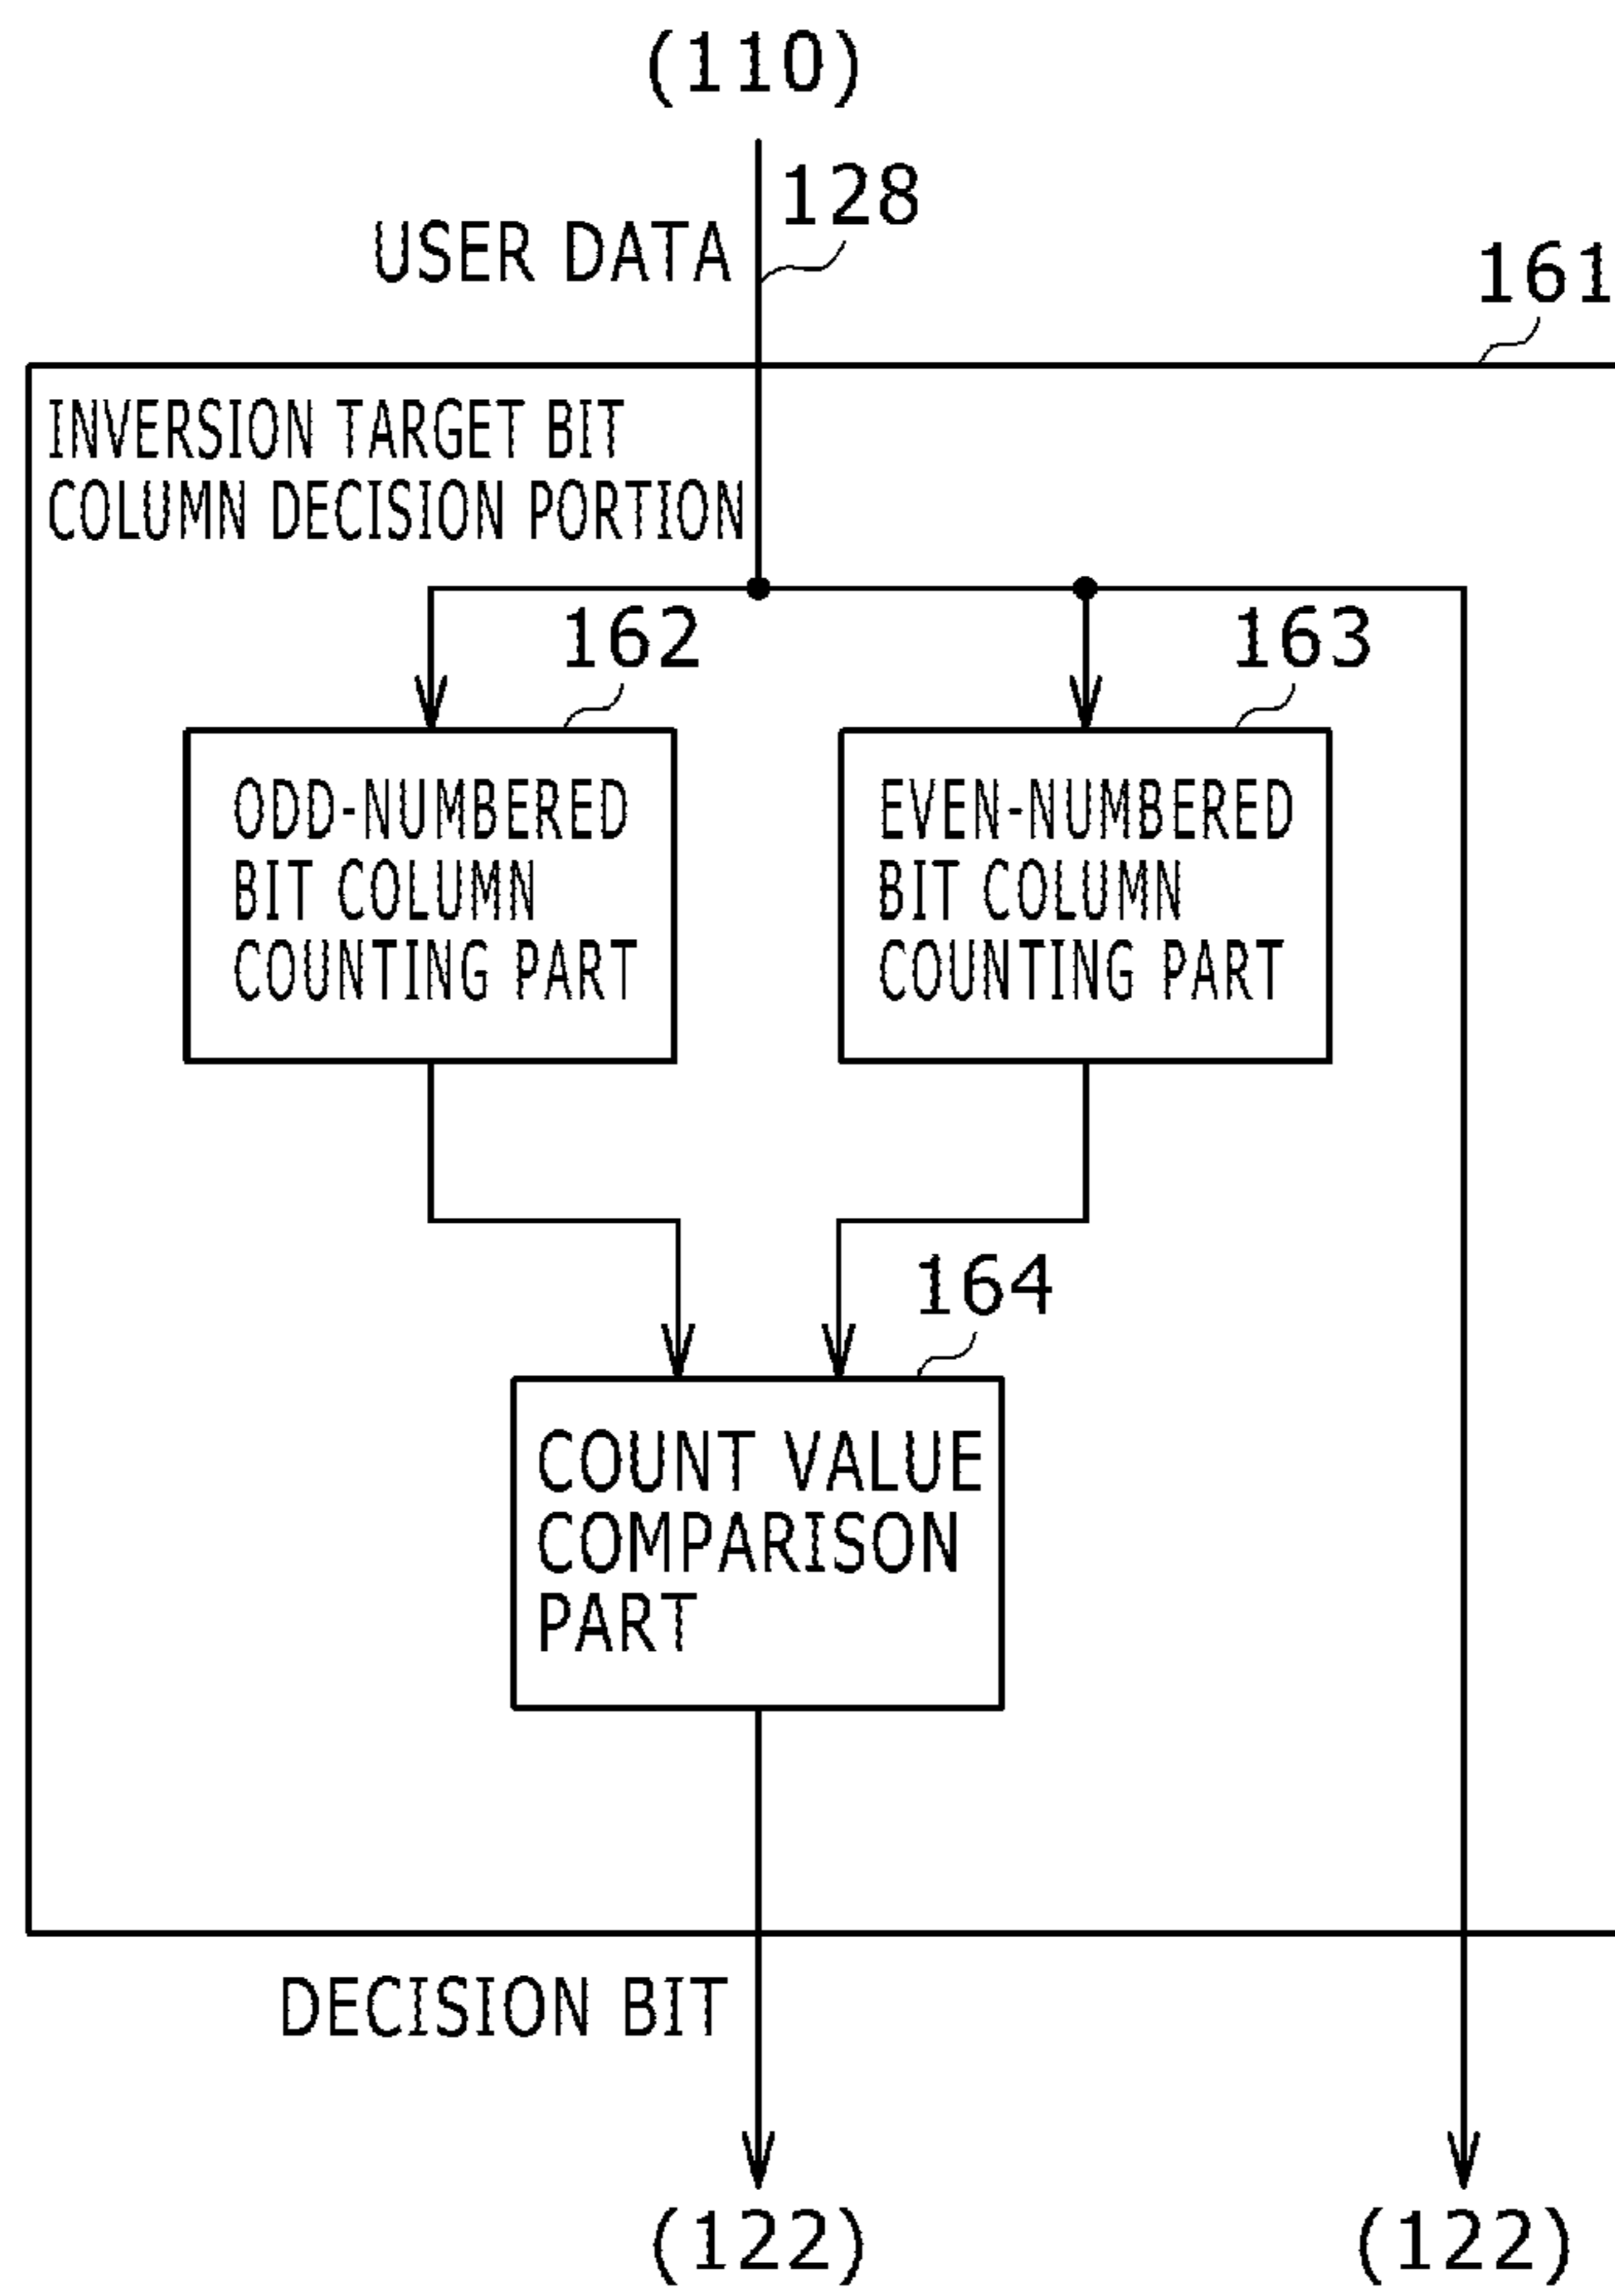 (110)
128
USER DATA
161
INVERSION TARGET BIT
COLUMN DECISION PORTION
162
163
ODD-NUMBERED
BIT COLUMN
COUNTING PART
EVEN-NUMBERED
BIT COLUMN
COUNTING PART
164
COUNT VALUE
COMPARISON
PART
DECISION BIT
(122)
(122)